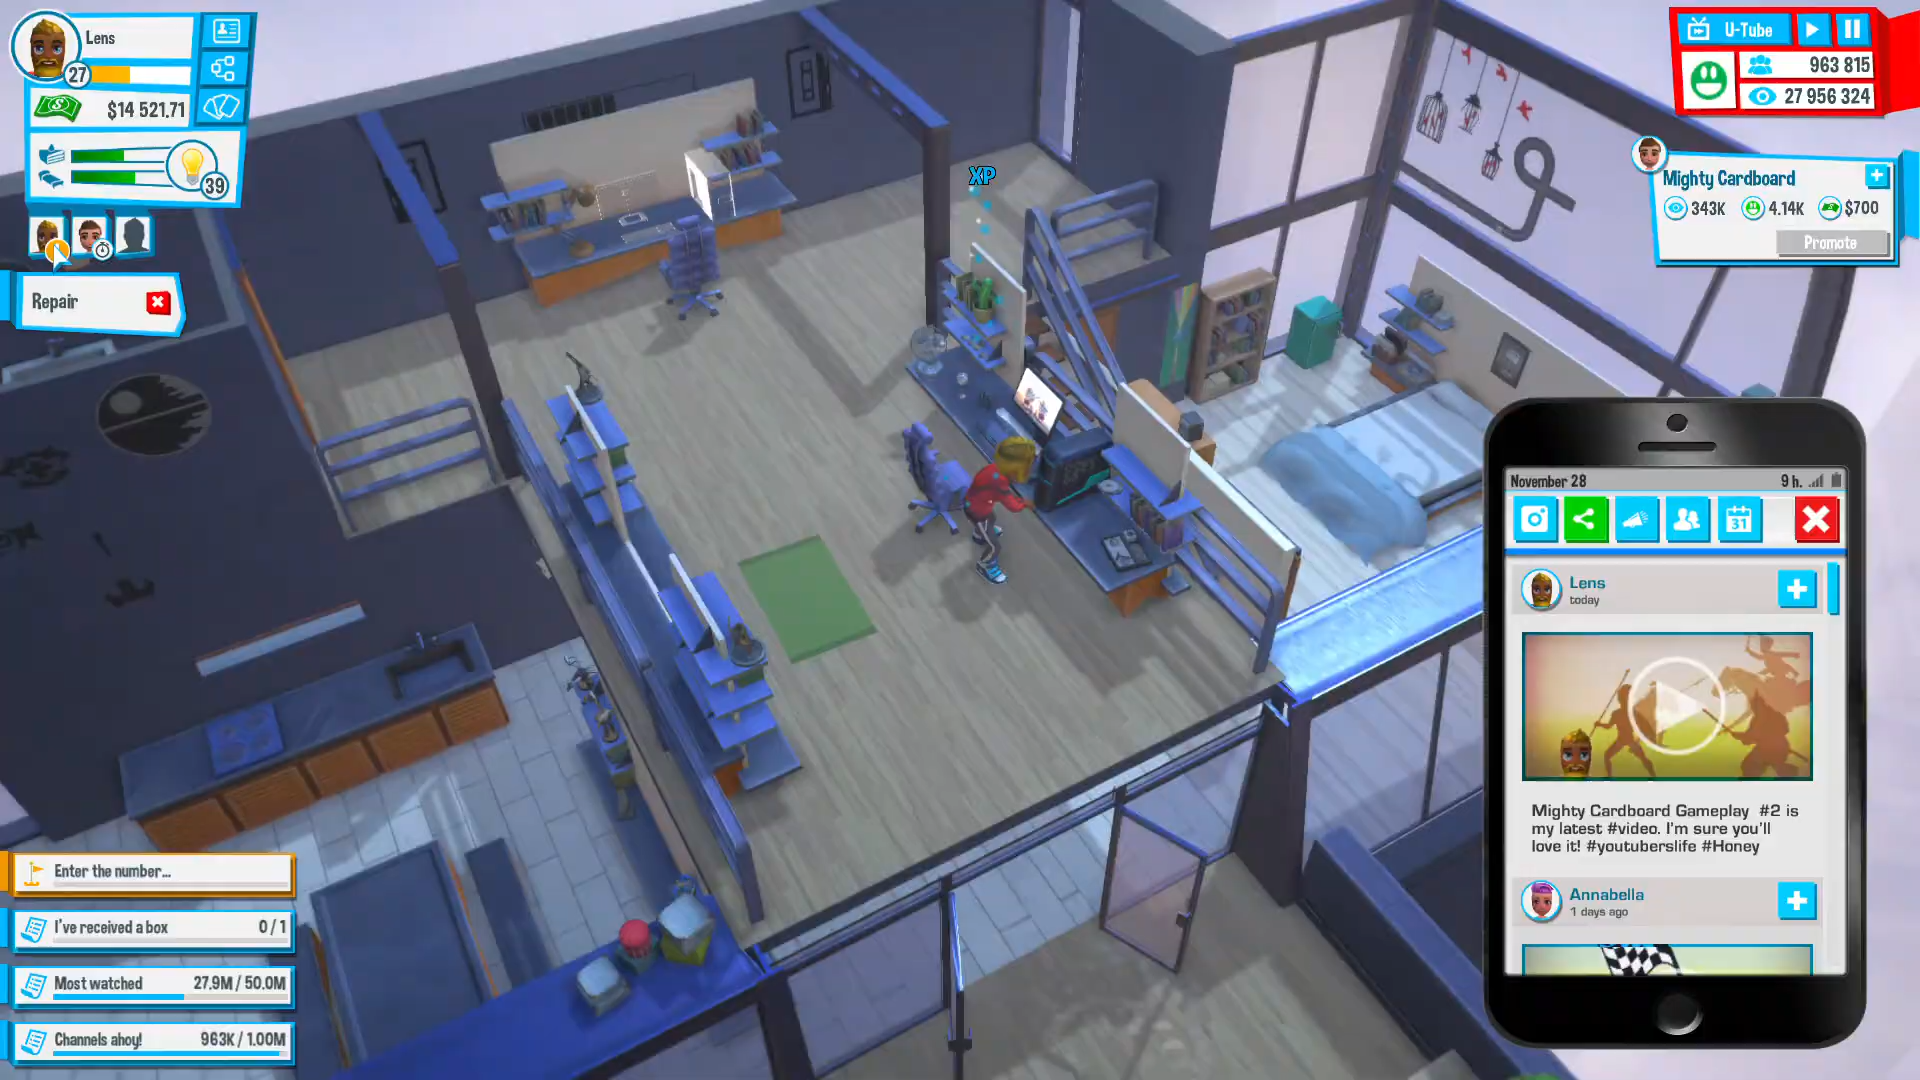 Lens
27
$14 521.71
39
Repair
XP
U-Tube
963 815
27 956 324
Mighty Cardboard
343K 4.14K $700
Promote
November 28 9 h.
31
Lens
today
Mighty Cardboard Gameplay #2 is
my latest #video. I'm sure you'll
love it! #youtuberslife #Honey
Annabella
1 days ago
Enter the number...
I've received a box 0 / 1
Most watched 27.9M / 50.0M
Channels ahoy! 963K / 1.00M